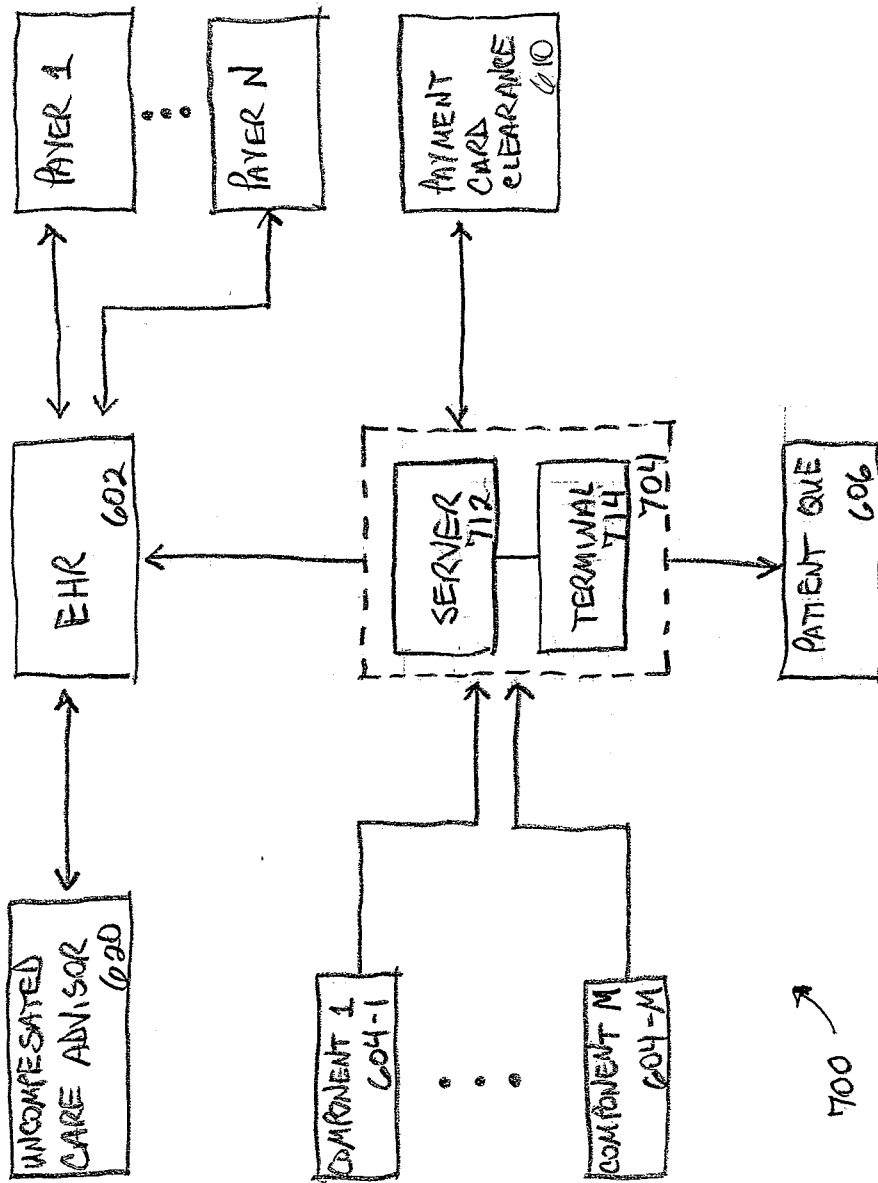 UNCOMPESATED
CARE ADVISOR
620
EHR
602
PAYER 1
PAYER N
COMPONENT 1
604-1
COMPONENT M
604-M
SERVER
712
TERMINAL
714
704
PAYMENT
CARD
CLEARANCE
610
PATIENT QUE
606
700